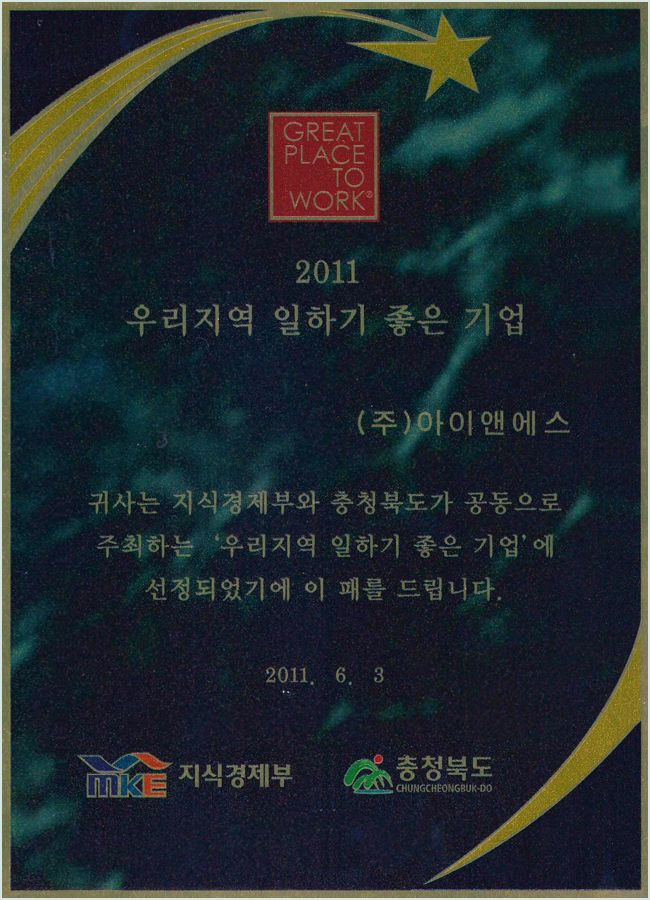 GREAT
PLACE
TO
WORK®
2011
우리지역 일하기 좋은 기업
(주)아이앤에스
귀사는 지식경제부와 충청북도가 공동으로
주최하는 ‘우리지역 일하기 좋은 기업’에
선정되었기에 이 패를 드립니다.
2011. 6. 3
MKE 지식경제부
충청북도
CHUNGCHEONGBUK-DO